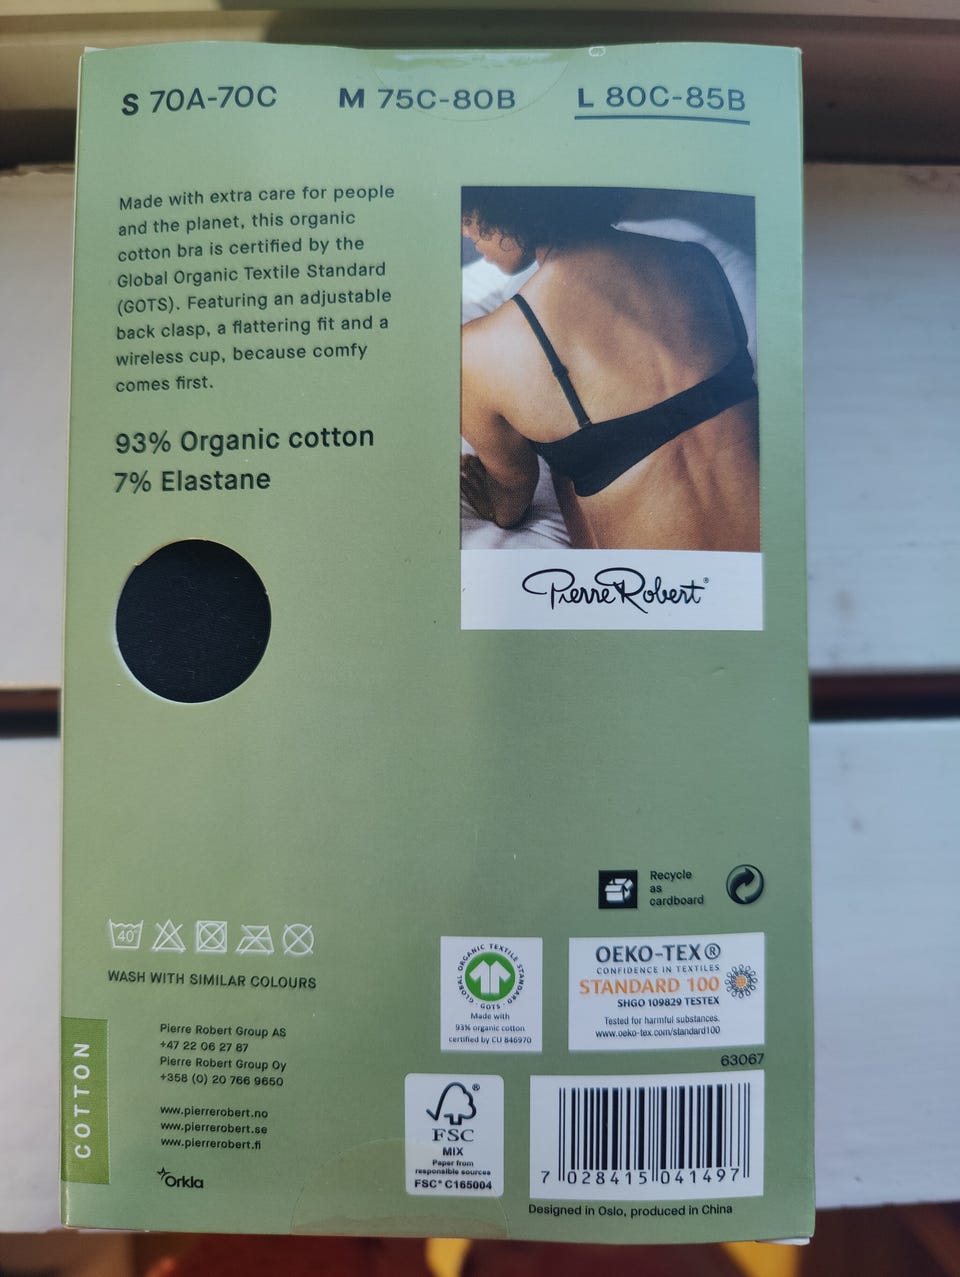 S 70A-70C M 75C-80B L 80C-85B
Made with extra care for people
and the planet, this organic
cotton bra is certified by the
Global Organic Textile Standard
(GOTS). Featuring an adjustable
back clasp, a flattering fit and a
wireless cup, because comfy
comes first.
93% Organic cotton
7% Elastane
Pierre Robert®
Recycle
as
cardboard
40°
WASH WITH SIMILAR COLOURS
GLOBAL ORGANIC TEXTILE STANDARD · GOTS ·
Made with
93% organic cotton
certified by CU 846970
OEKO-TEX®
CONFIDENCE IN TEXTILES
STANDARD 100
SHGO 109829 TESTEX
Tested for harmful substances.
www.oeko-tex.com/standard100
63067
Pierre Robert Group AS
+47 22 06 27 87
Pierre Robert Group Oy
+358 (0) 20 766 9650
www.pierrerobert.no
www.pierrerobert.se
www.pierrerobert.fi
Orkla
COTTON
®
FSC
MIX
Paper from
responsible sources
FSC® C165004
7 028415 041497
Designed in Oslo, produced in China